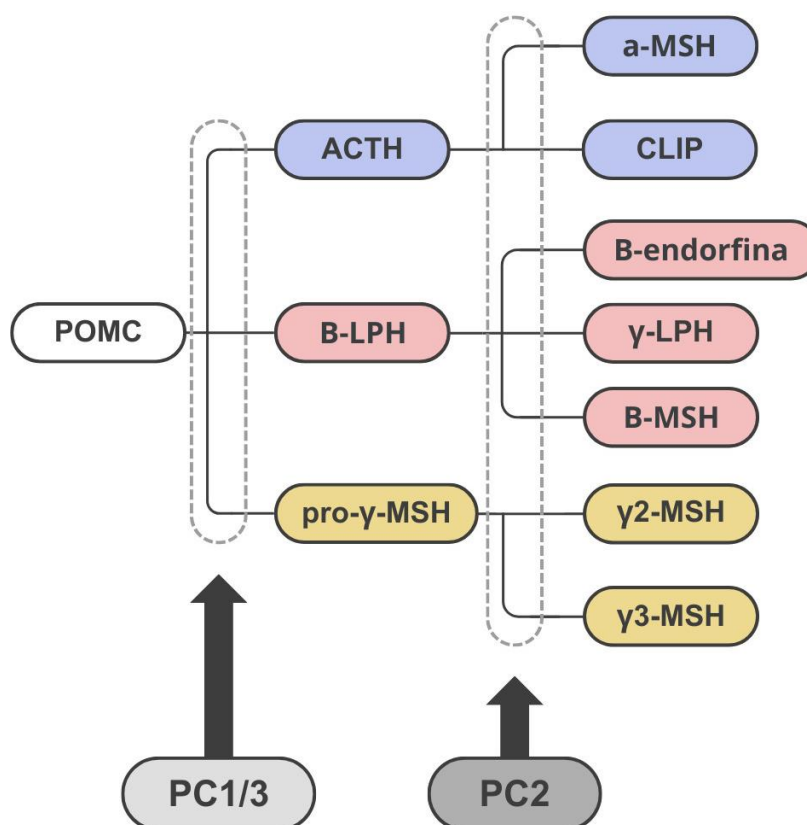 a-MSH
ACTH
CLIP
B-endorfina
POMC
B-LPH
γ-LPH
B-MSH
pro-γ-MSH
γ2-MSH
γ3-MSH
PC1/3
PC2